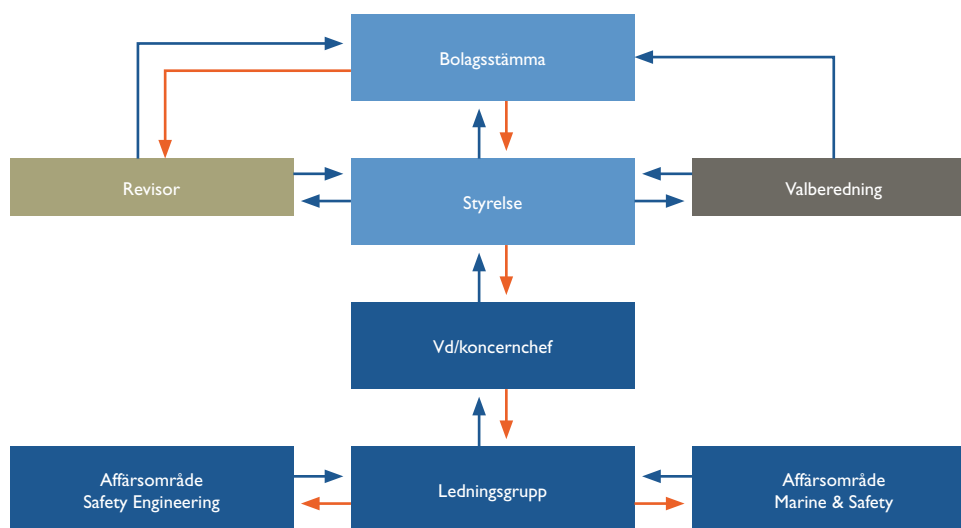 Bolagsstämma
Revisor
Styrelse
Valberedning
Vd/koncernchef
Affärsområde
Safety Engineering
Ledningsgrupp
Affärsområde
Marine & Safety